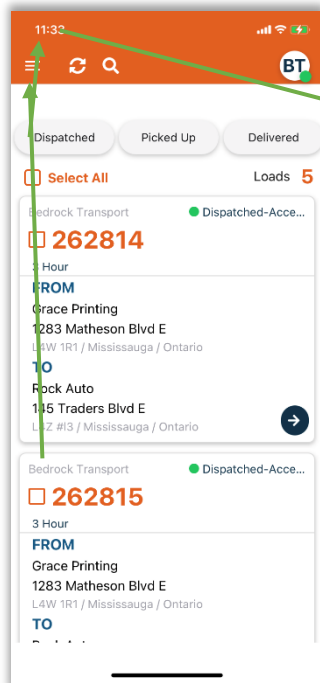 11:33
BT
Dispatched Picked Up Delivered
Select All Loads 5
Bedrock Transport Dispatched-Acce...
262814
3 Hour
FROM
Grace Printing
1283 Matheson Blvd E
L4W 1R1 / Mississauga / Ontario
TO
Rock Auto
145 Traders Blvd E
L4Z #I3 / Mississauga / Ontario
Bedrock Transport Dispatched-Acce...
262815
3 Hour
FROM
Grace Printing
1283 Matheson Blvd E
L4W 1R1 / Mississauga / Ontario
TO